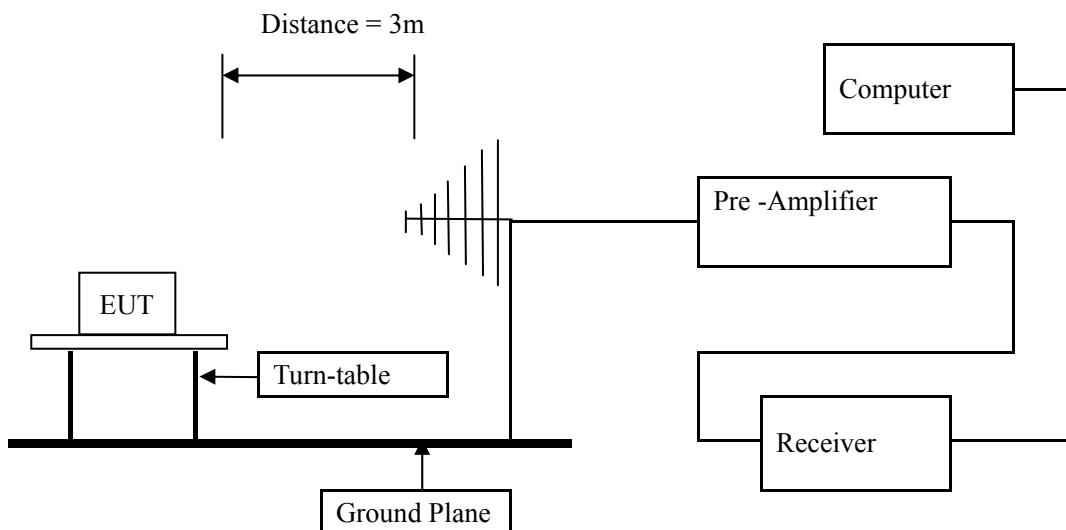 Distance = 3m
Computer
Pre -Amplifier
EUT
Turn-table
Receiver
Ground Plane